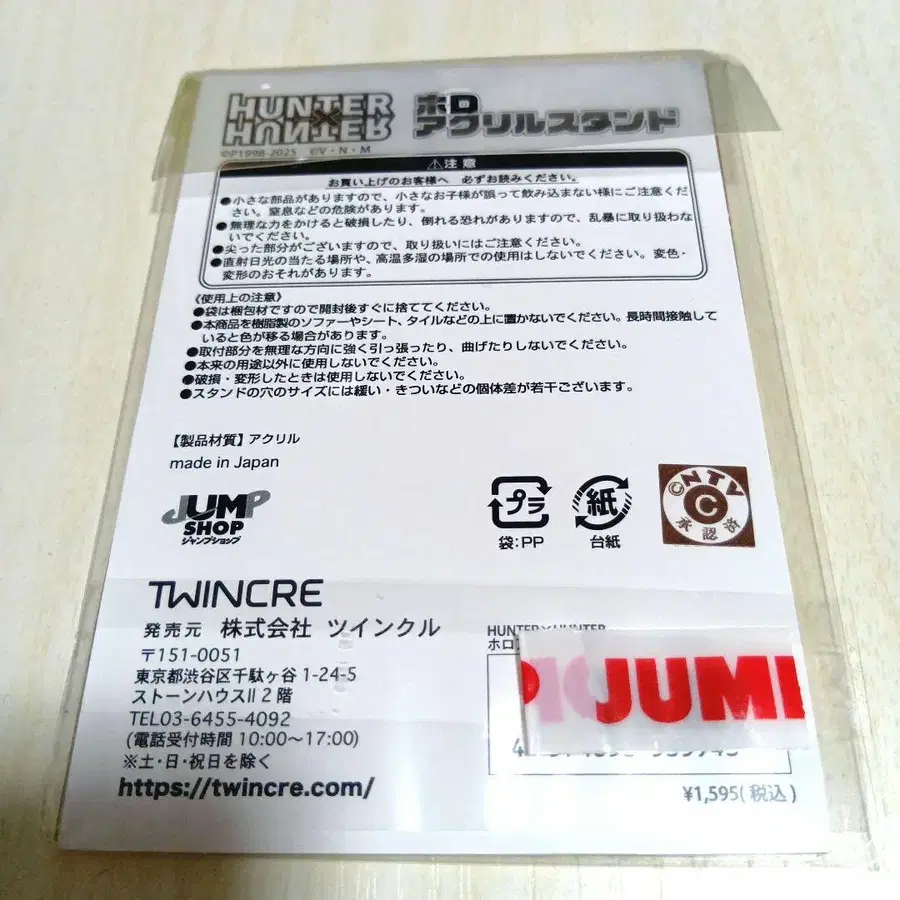 HUNTER
×
HUNTER
ホロ
アクリルスタンド
©P1998-2025 ©V・N・M
⚠注意
お買い上げのお客様へ 必ずお読みください。
●小さな部品がありますので、小さなお子様が誤って飲み込まない様にご注意くだ
さい。窒息などの危険があります。
●無理な力をかけると破損したり、倒れる恐れがありますので、乱暴に取り扱わな
いでください。
●尖った部分がございますので、取り扱いにはご注意ください。
●直射日光の当たる場所や、高温多湿の場所での使用はしないでください。変色・
変形のおそれがあります。
《使用上の注意》
●袋は梱包材ですので開封後すぐに捨ててください。
●本商品を樹脂製のソファーやシート、タイルなどの上に置かないでください。長時間接触して
いると色が移る場合があります。
●取付部分を無理な方向に強く引っ張ったり、曲げたりしないでください。
●本来の用途以外に使用しないでください。
●破損・変形したときは使用しないでください。
●スタンドの穴のサイズには緩い・きついなどの個体差が若干ございます。
【製品材質】アクリル
made in Japan
JUMP
SHOP
ジャンプショップ
プラ
袋:PP
紙
台紙
©NTV
C
承認済
TWINCRE
発売元 株式会社 ツインクル
〒151-0051
東京都渋谷区千駄ヶ谷 1-24-5
ストーンハウスII 2 階
TEL03-6455-4092
(電話受付時間 10:00〜17:00)
※土・日・祝日を除く
https://twincre.com/
HUNTER×HUNTER
ホロ
JUMP
¥1,595(税込)